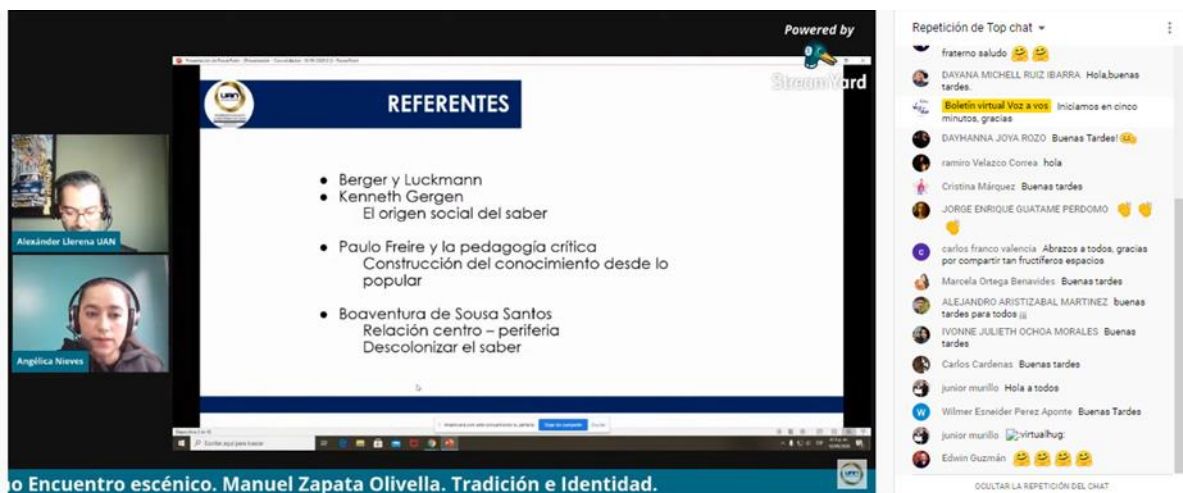 Powered by
StreamYard
UAN
REFERENTES
● Berger y Luckmann
● Kenneth Gergen
El origen social del saber
● Paulo Freire y la pedagogía crítica
Construcción del conocimiento desde lo
popular
● Boaventura de Sousa Santos
Relación centro – periferia
Descolonizar el saber
Alexánder Llerena UAN
Angélica Nieves
Escribe aquí para buscar
o Encuentro escénico. Manuel Zapata Olivella. Tradición e Identidad.
Repetición de Top chat
fraterno saludo 🤗 🤗
DAYANA MICHELL RUIZ IBARRA Hola,buenas
tardes.
Boletín virtual Voz a vos Iniciamos en cinco
minutos, gracias
DAYHANNA JOYA ROZO Buenas Tardes!
ramiro Velazco Correa hola
Cristina Márquez Buenas tardes
JORGE ENRIQUE GUATAME PERDOMO 👏 👏
👏
C carlos franco valencia Abrazos a todos, gracias
por compartir tan fructíferos espacios
Marcela Ortega Benavides Buenas tardes
ALEJANDRO ARISTIZABAL MARTINEZ buenas
tardes para todos ¡¡¡
IVONNE JULIETH OCHOA MORALES Buenas
tardes
Carlos Cardenas Buenas tardes
junior murillo Hola a todos
W Wilmer Esneider Perez Aponte Buenas Tardes
junior murillo :virtualhug:
Edwin Guzmán 🤗 🤗 🤗 🤗
OCULTAR LA REPETICIÓN DEL CHAT